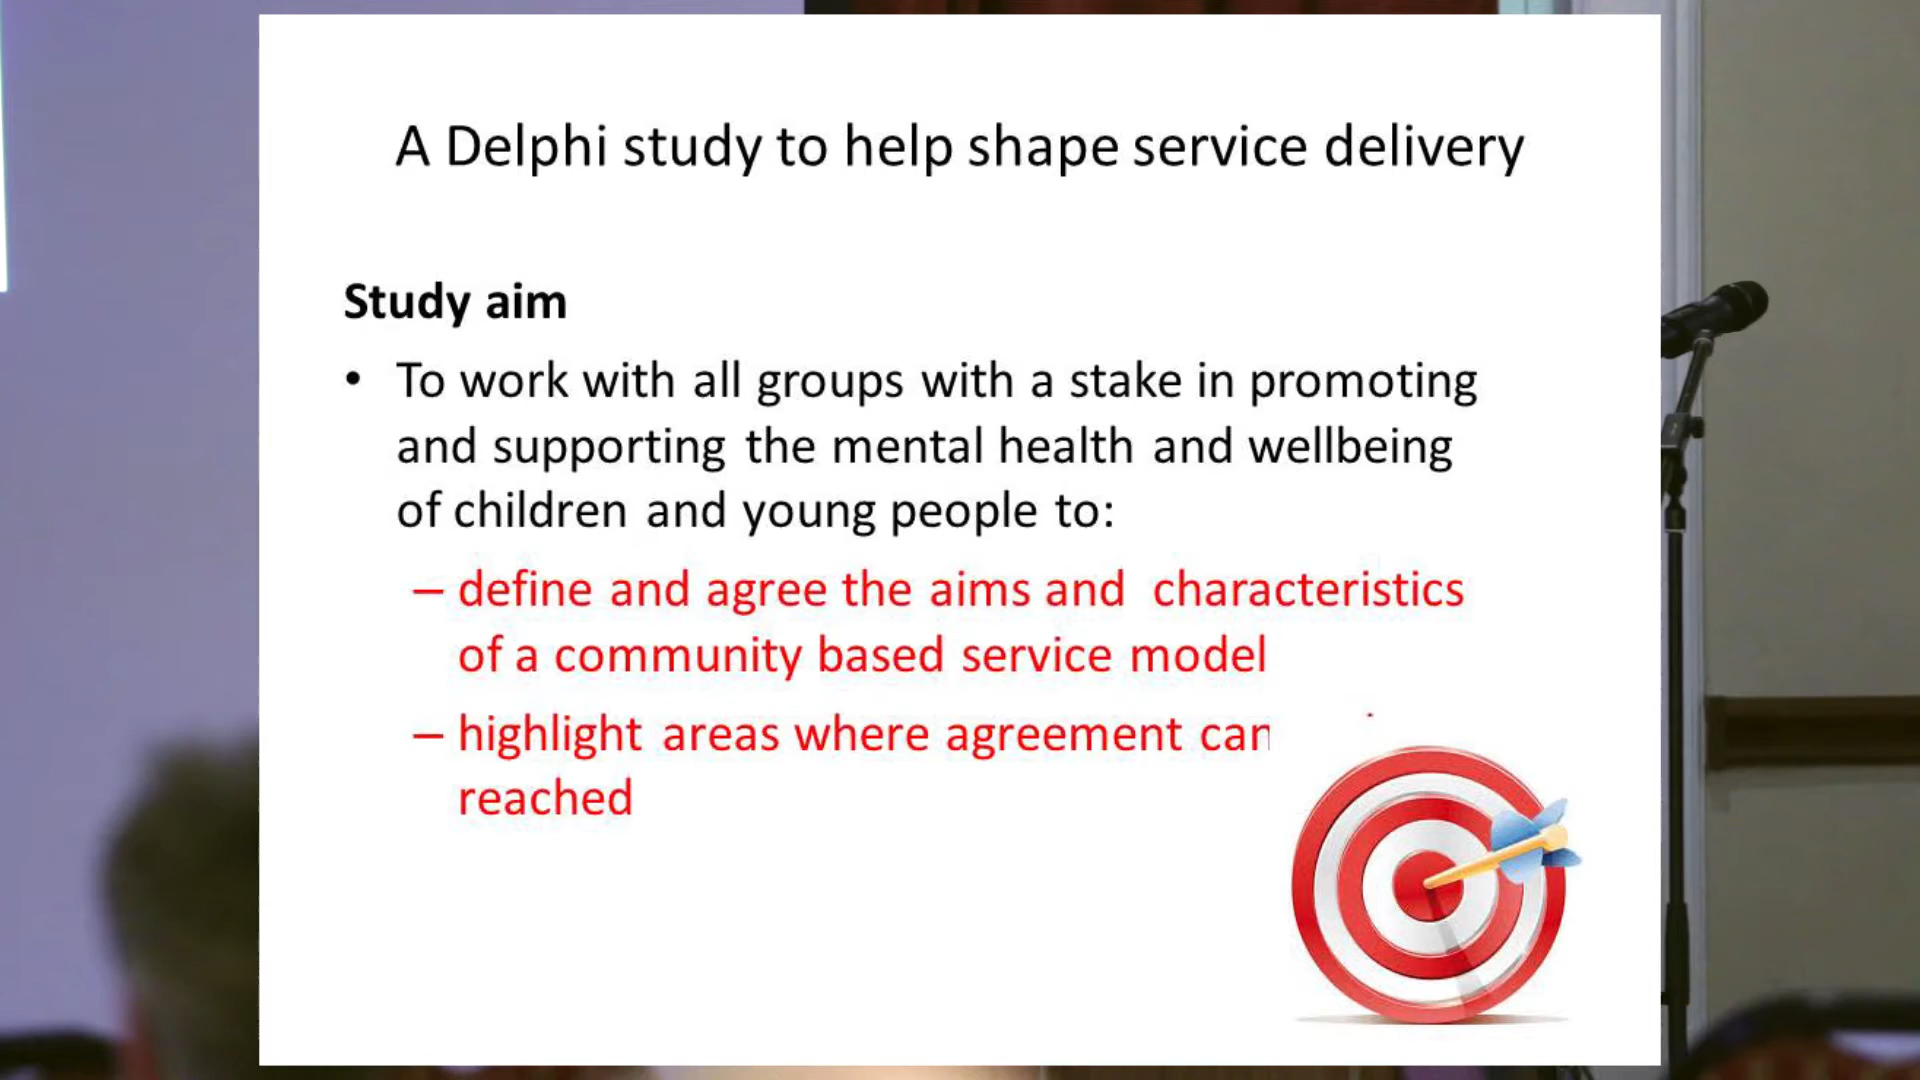 A Delphi study to help shape service delivery
Study aim
• To work with all groups with a stake in promoting
and supporting the mental health and wellbeing
of children and young people to:
– define and agree the aims and characteristics
of a community based service model
– highlight areas where agreement can
reached